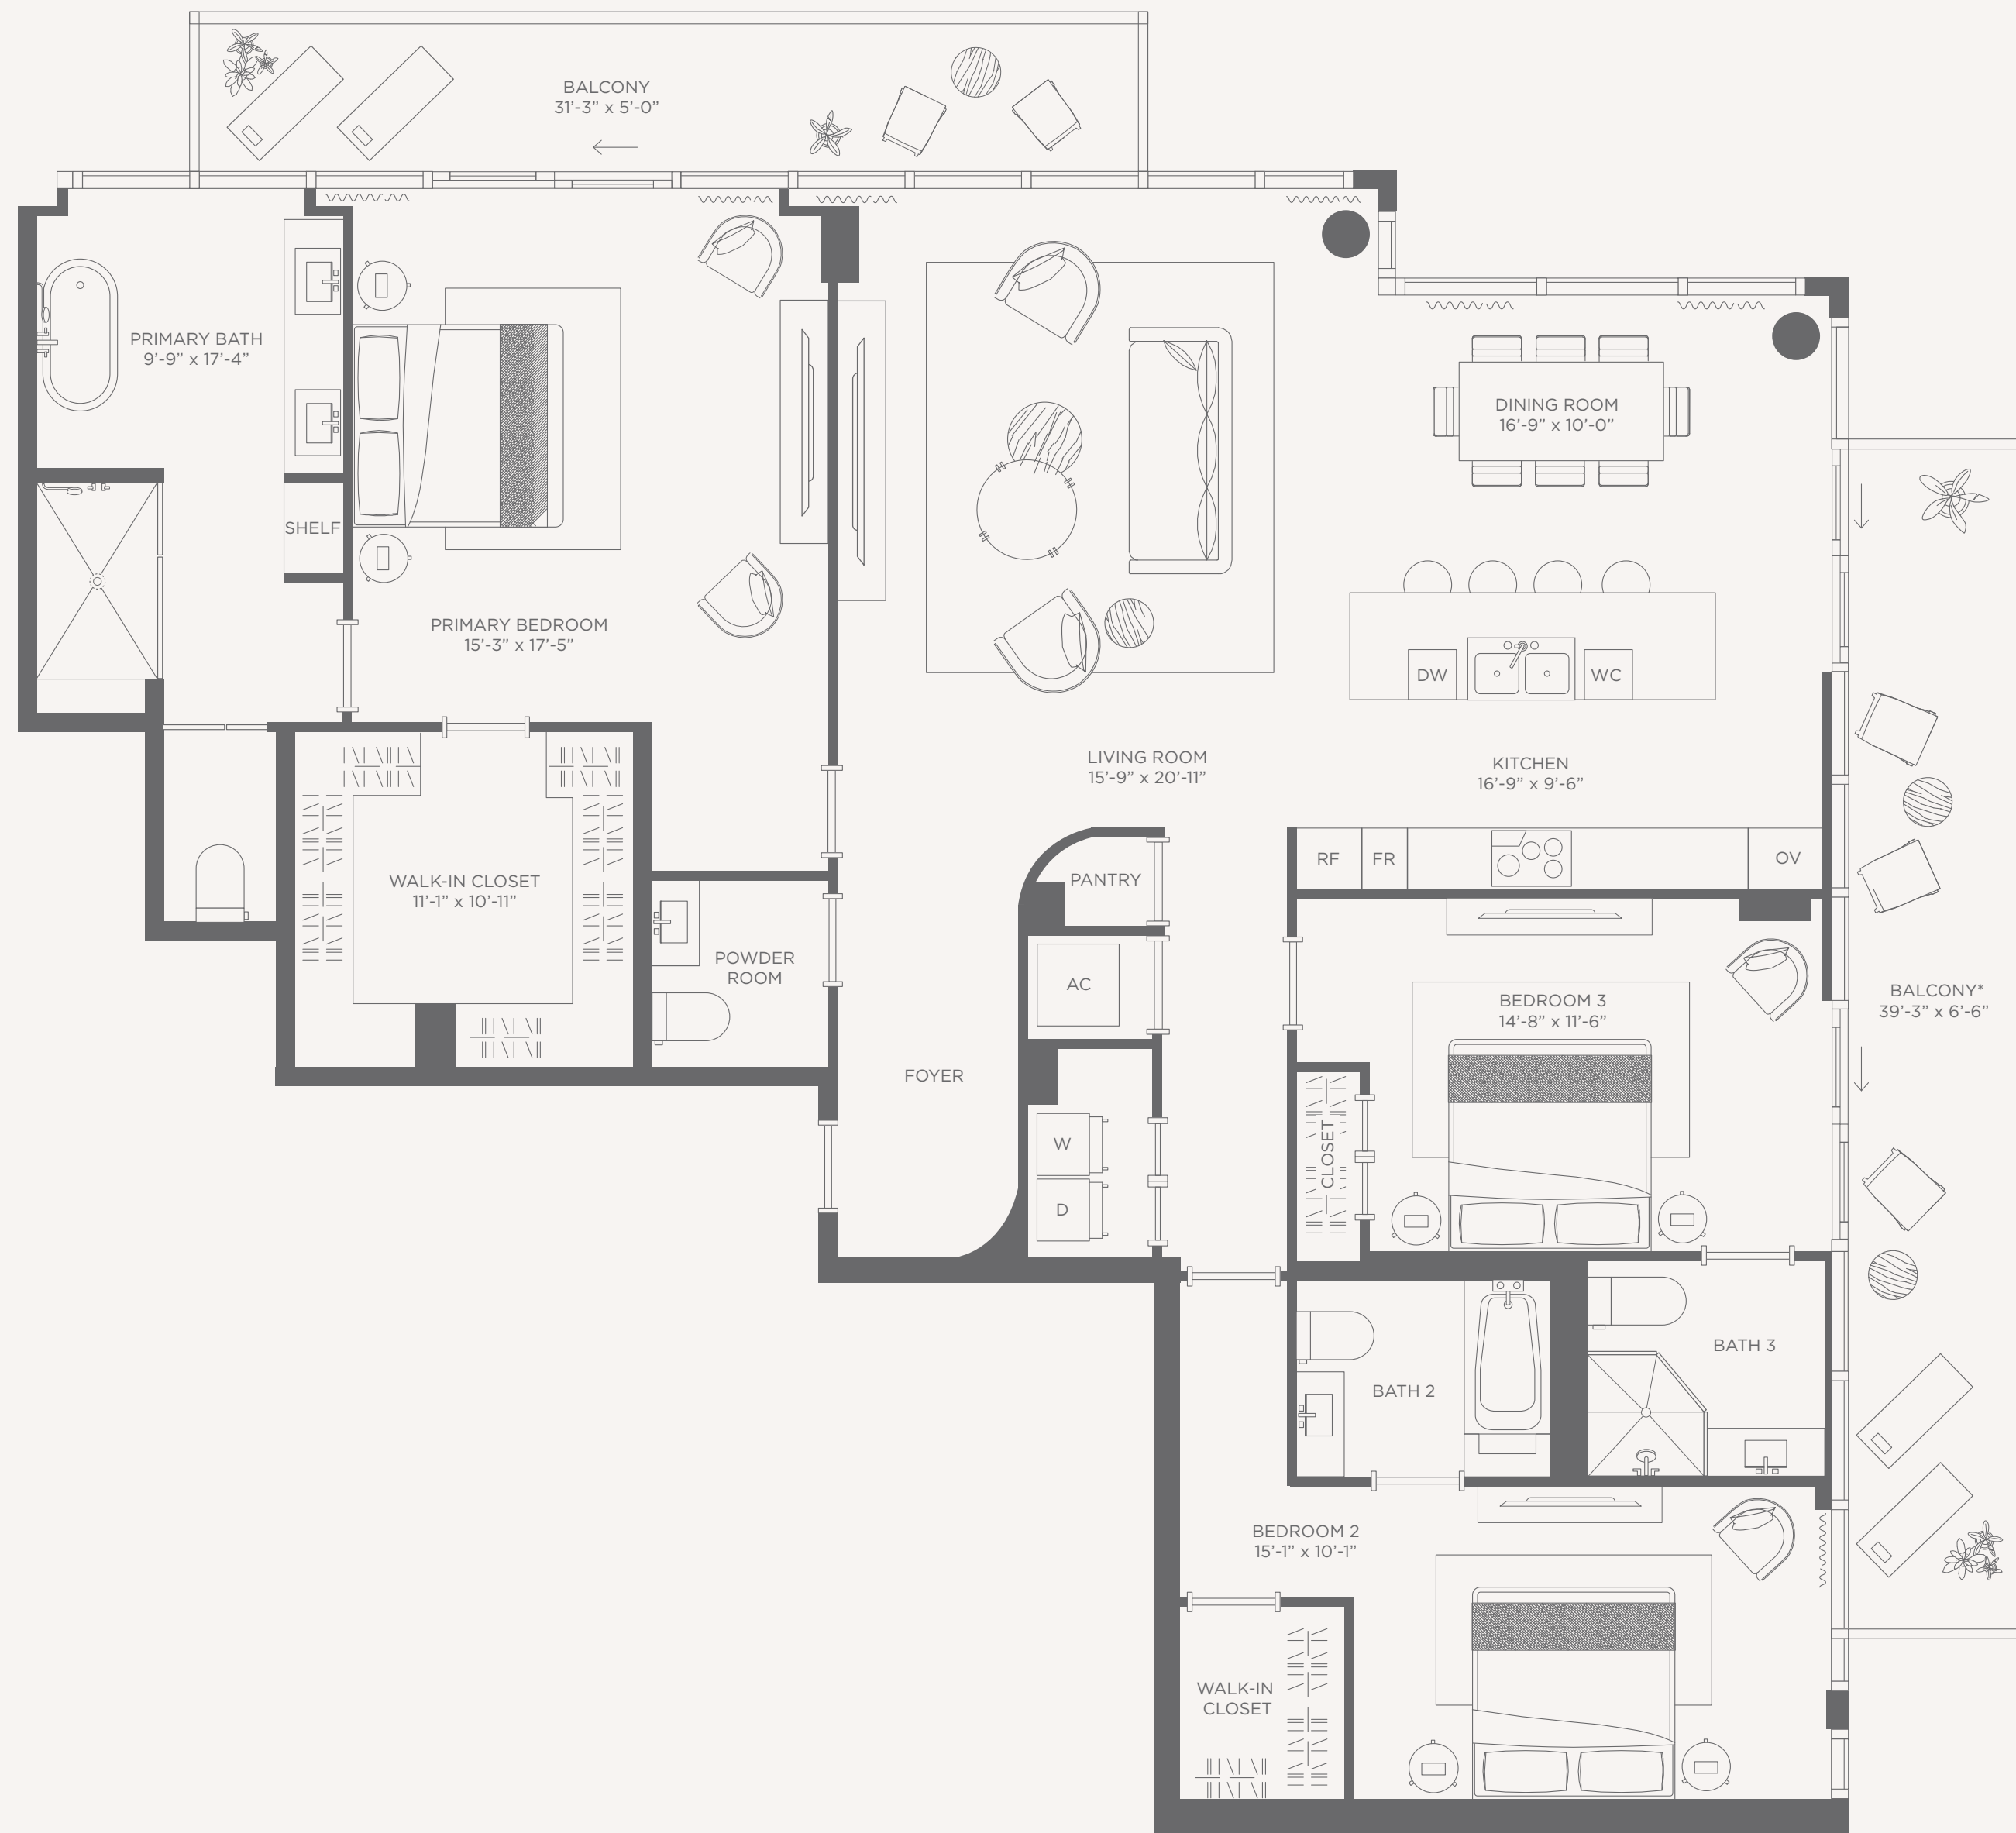 BALCONY
31’-3” x 5’-0”
PRIMARY BATH
9’-9” x 17’-4”
SHELF
PRIMARY BEDROOM
15’-3” x 17’-5”
DINING ROOM
16’-9” x 10’-0”
DW
WC
LIVING ROOM
15’-9” x 20’-11”
KITCHEN
16’-9” x 9’-6”
RF
FR
OV
PANTRY
WALK-IN CLOSET
11’-1” x 10’-11”
POWDER
ROOM
AC
BEDROOM 3
14’-8” x 11’-6”
BALCONY*
39’-3” x 6’-6”
FOYER
W
D
CLOSET
BATH 3
BATH 2
BEDROOM 2
15’-1” x 10’-1”
WALK-IN
CLOSET